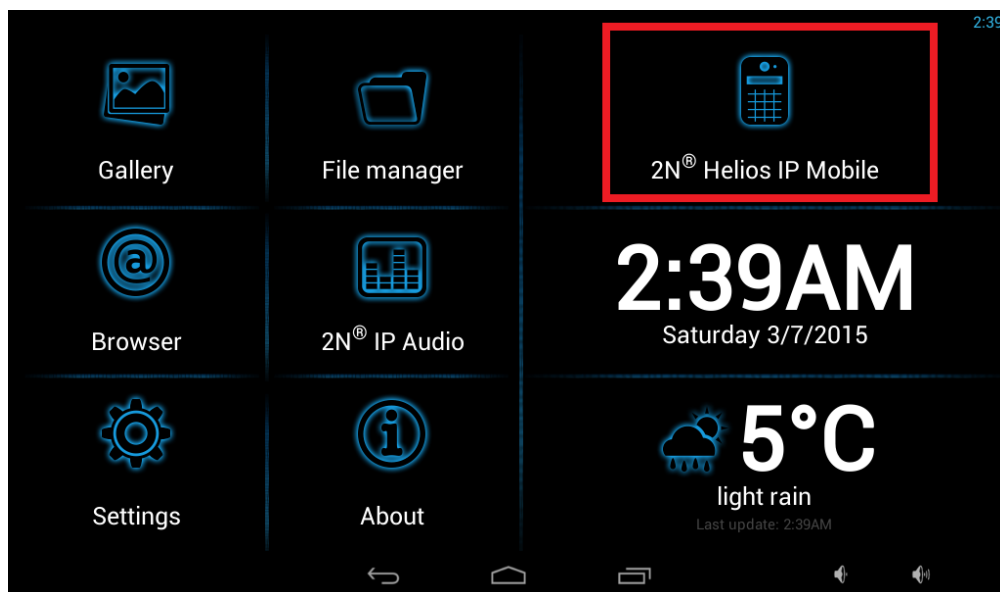 2:39
Gallery
File manager
2N® Helios IP Mobile
Browser
2N® IP Audio
2:39AM
Saturday 3/7/2015
Settings
About
5°C
light rain
Last update: 2:39AM